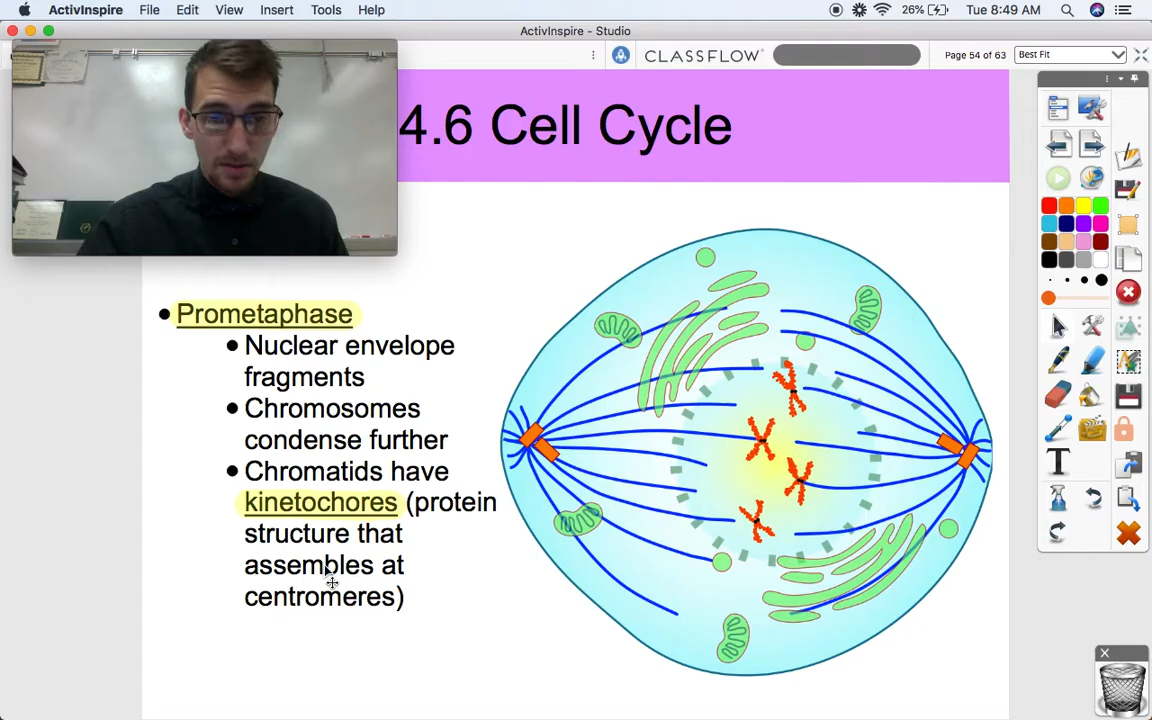 ActivInspire File Edit View Insert Tools Help 26% Tue 8:49 AM
ActivInspire - Studio
CLASSFLOW Page 54 of 63 Best Fit
4.6 Cell Cycle
• Prometaphase
• Nuclear envelope
fragments
• Chromosomes
condense further
• Chromatids have
kinetochores (protein
structure that
assembles at
centromeres)
T